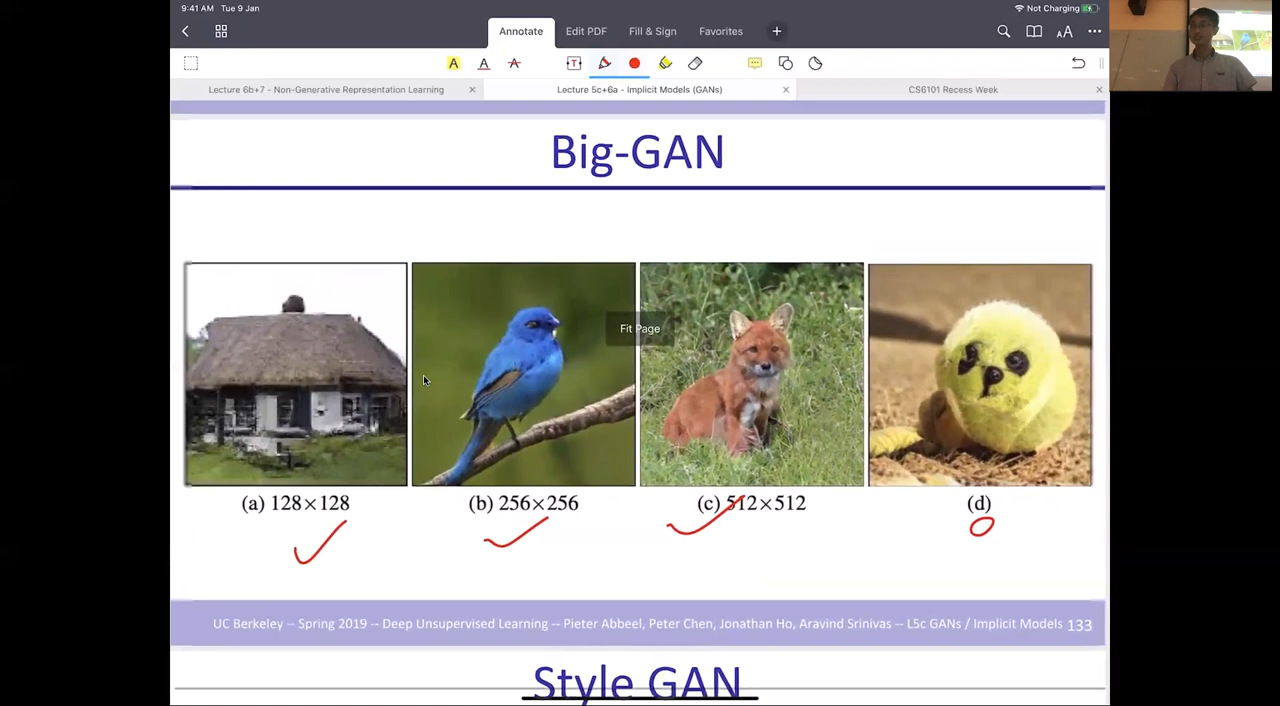 9:41 AM Tue 9 Jan
Not Charging
Annotate Edit PDF Fill & Sign Favorites +
A A A T AA
Lecture 6b+7 - Non-Generative Representation Learning × Lecture 5c+6a - Implicit Models (GANs) × CS6101 Recess Week ×
Big-GAN
Fit Page
(a) 128×128 (b) 256×256 (c) 512×512 (d)
UC Berkeley -- Spring 2019 -- Deep Unsupervised Learning -- Pieter Abbeel, Peter Chen, Jonathan Ho, Aravind Srinivas -- L5c GANs / Implicit Models 133
Style GAN